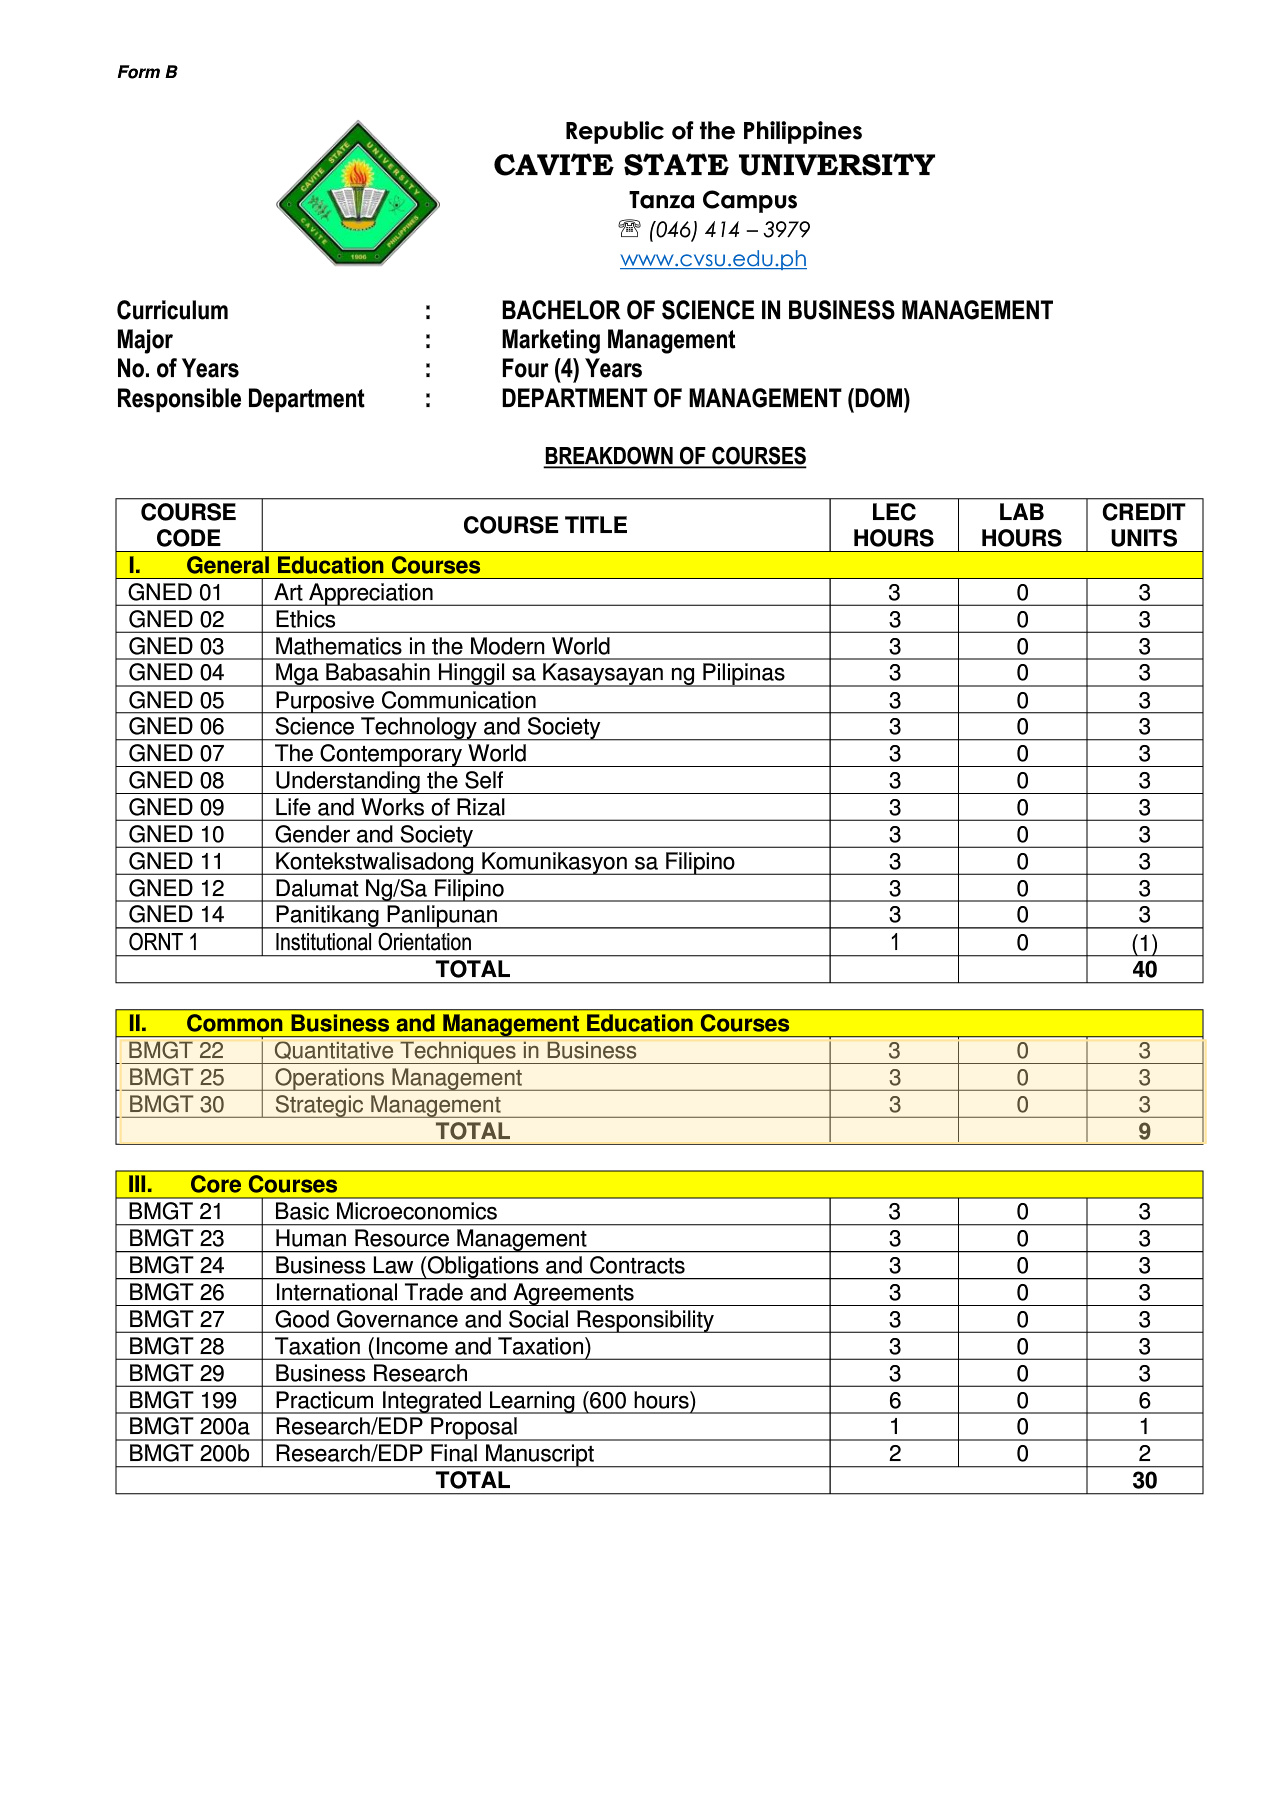 Form B
CAVITE STATE UNIVERSITY
CAVITE PHILIPPINES
1906
Republic of the Philippines
CAVITE STATE UNIVERSITY
Tanza Campus
☏ (046) 414 – 3979
www.cvsu.edu.ph
Curriculum : BACHELOR OF SCIENCE IN BUSINESS MANAGEMENT
Major : Marketing Management
No. of Years : Four (4) Years
Responsible Department : DEPARTMENT OF MANAGEMENT (DOM)
BREAKDOWN OF COURSES
COURSE CODE COURSE TITLE LEC HOURS LAB HOURS CREDIT UNITS
I. General Education Courses
GNED 01 Art Appreciation 3 0 3
GNED 02 Ethics 3 0 3
GNED 03 Mathematics in the Modern World 3 0 3
GNED 04 Mga Babasahin Hinggil sa Kasaysayan ng Pilipinas 3 0 3
GNED 05 Purposive Communication 3 0 3
GNED 06 Science Technology and Society 3 0 3
GNED 07 The Contemporary World 3 0 3
GNED 08 Understanding the Self 3 0 3
GNED 09 Life and Works of Rizal 3 0 3
GNED 10 Gender and Society 3 0 3
GNED 11 Kontekstwalisadong Komunikasyon sa Filipino 3 0 3
GNED 12 Dalumat Ng/Sa Filipino 3 0 3
GNED 14 Panitikang Panlipunan 3 0 3
ORNT 1 Institutional Orientation 1 0 (1)
TOTAL 40
II. Common Business and Management Education Courses
BMGT 22 Quantitative Techniques in Business 3 0 3
BMGT 25 Operations Management 3 0 3
BMGT 30 Strategic Management 3 0 3
TOTAL 9
III. Core Courses
BMGT 21 Basic Microeconomics 3 0 3
BMGT 23 Human Resource Management 3 0 3
BMGT 24 Business Law (Obligations and Contracts 3 0 3
BMGT 26 International Trade and Agreements 3 0 3
BMGT 27 Good Governance and Social Responsibility 3 0 3
BMGT 28 Taxation (Income and Taxation) 3 0 3
BMGT 29 Business Research 3 0 3
BMGT 199 Practicum Integrated Learning (600 hours) 6 0 6
BMGT 200a Research/EDP Proposal 1 0 1
BMGT 200b Research/EDP Final Manuscript 2 0 2
TOTAL 30